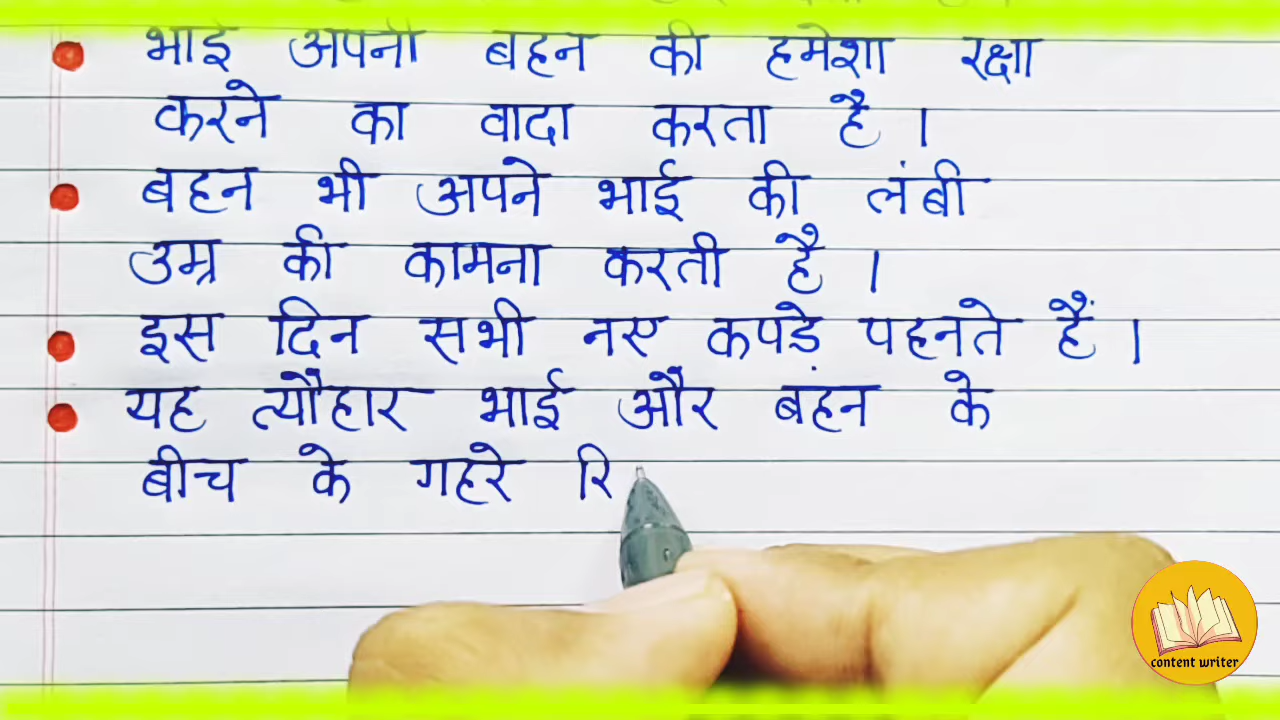 भाई अपनी बहन की हमेशा रक्षा
करने का वादा करता है ।
बहन भी अपने भाई की लंबी
उम्र की कामना करती है ।
इस दिन सभी नए कपड़े पहनते हैं ।
यह त्यौहार भाई और बहन के
बीच के गहरे रि
content writer